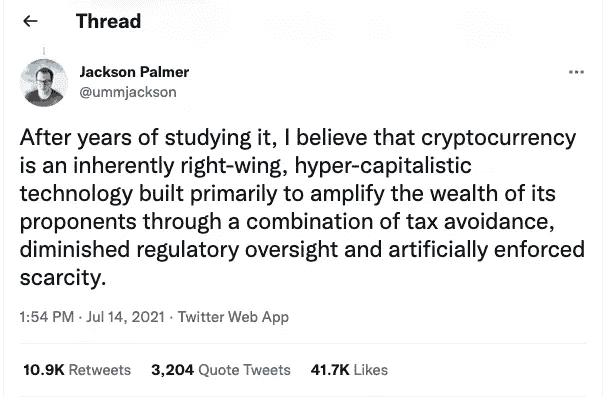 Thread
Jackson Palmer
@ummjackson
After years of studying it, I believe that cryptocurrency
is an inherently right-wing, hyper-capitalistic
technology built primarily to amplify the wealth of its
proponents through a combination of tax avoidance,
diminished regulatory oversight and artificially enforced
scarcity.
1:54 PM · Jul 14, 2021 · Twitter Web App
10.9K Retweets 3,204 Quote Tweets 41.7K Likes